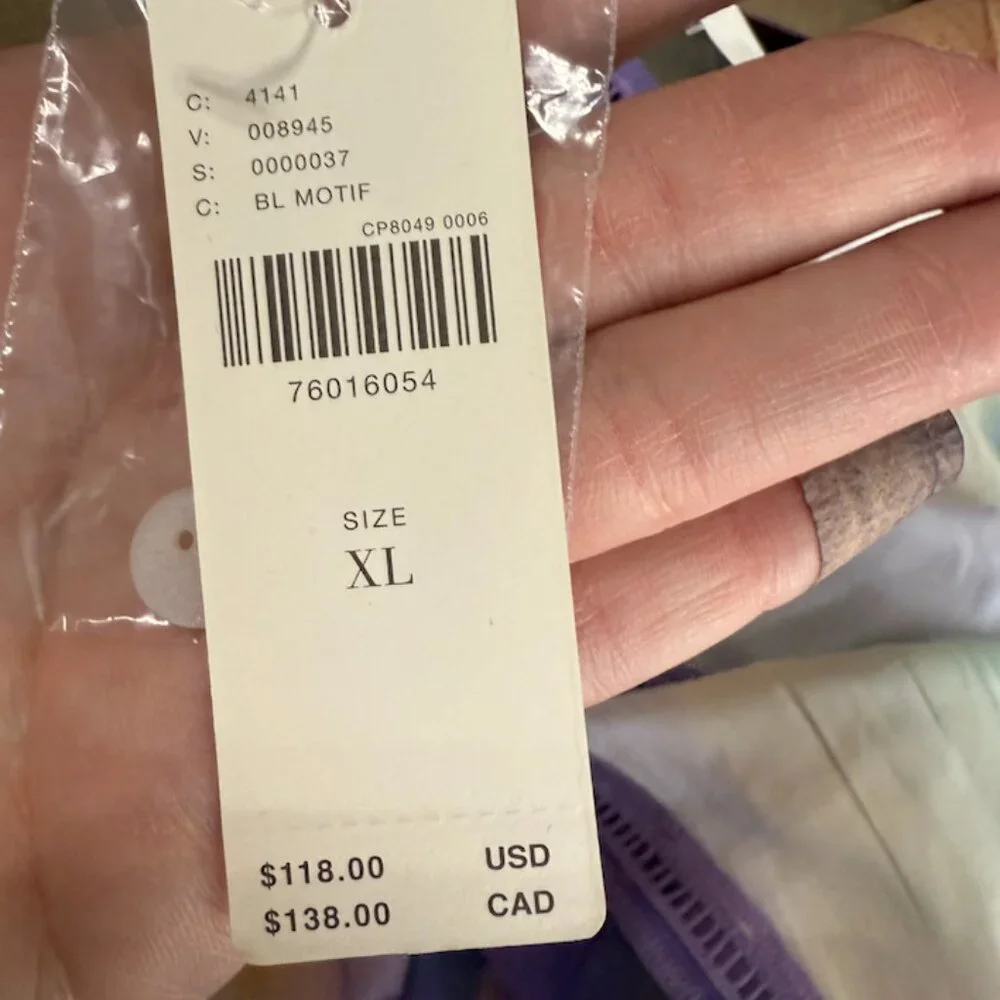 C: 4141
V: 008945
S: 0000037
C: BL MOTIF
CP8049 0006
76016054
SIZE
XL
$118.00 USD
$138.00 CAD